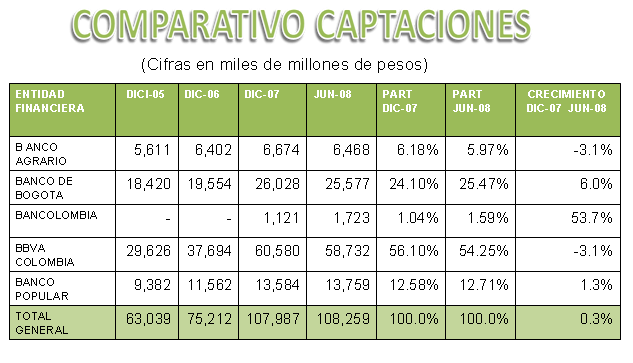 COMPARATIVO CAPTACIONES
(Cifras en miles de millones de pesos)
ENTIDAD FINANCIERA DICI-05 DIC-06 DIC-07 JUN-08 PART DIC-07 PART JUN-08 CRECIMIENTO DIC-07 JUN-08
B ANCO AGRARIO 5,611 6,402 6,674 6,468 6.18% 5.97% -3.1%
BANCO DE BOGOTA 18,420 19,554 26,028 25,577 24.10% 25.47% 6.0%
BANCOLOMBIA - - 1,121 1,723 1.04% 1.59% 53.7%
BBVA COLOMBIA 29,626 37,694 60,580 58,732 56.10% 54.25% -3.1%
BANCO POPULAR 9,382 11,562 13,584 13,759 12.58% 12.71% 1.3%
TOTAL GENERAL 63,039 75,212 107,987 108,259 100.0% 100.0% 0.3%